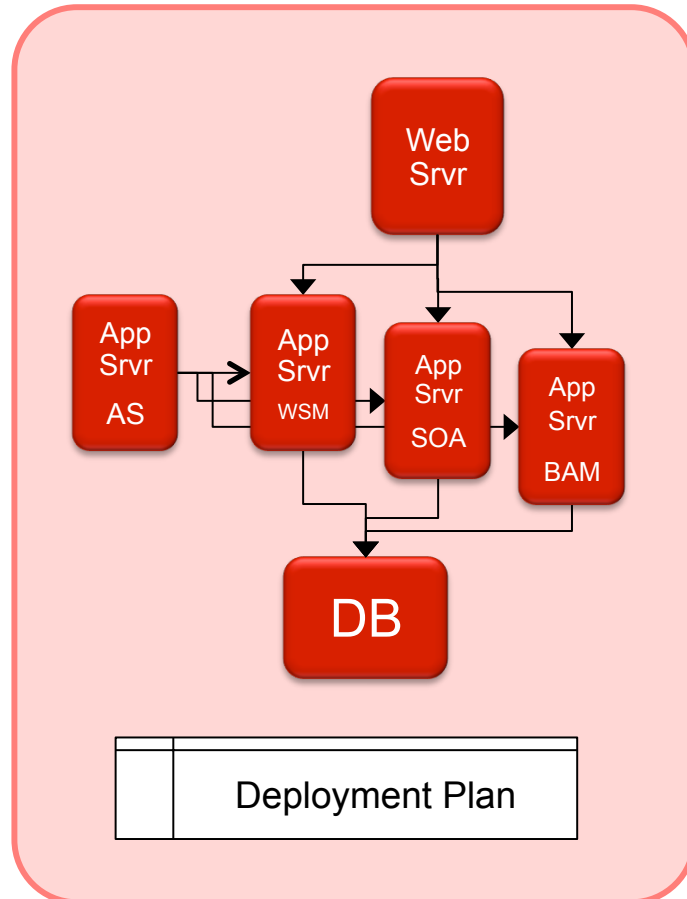 Web
Srvr
App
Srvr
AS
App
Srvr
WSM
App
Srvr
SOA
App
Srvr
BAM
DB
Deployment Plan